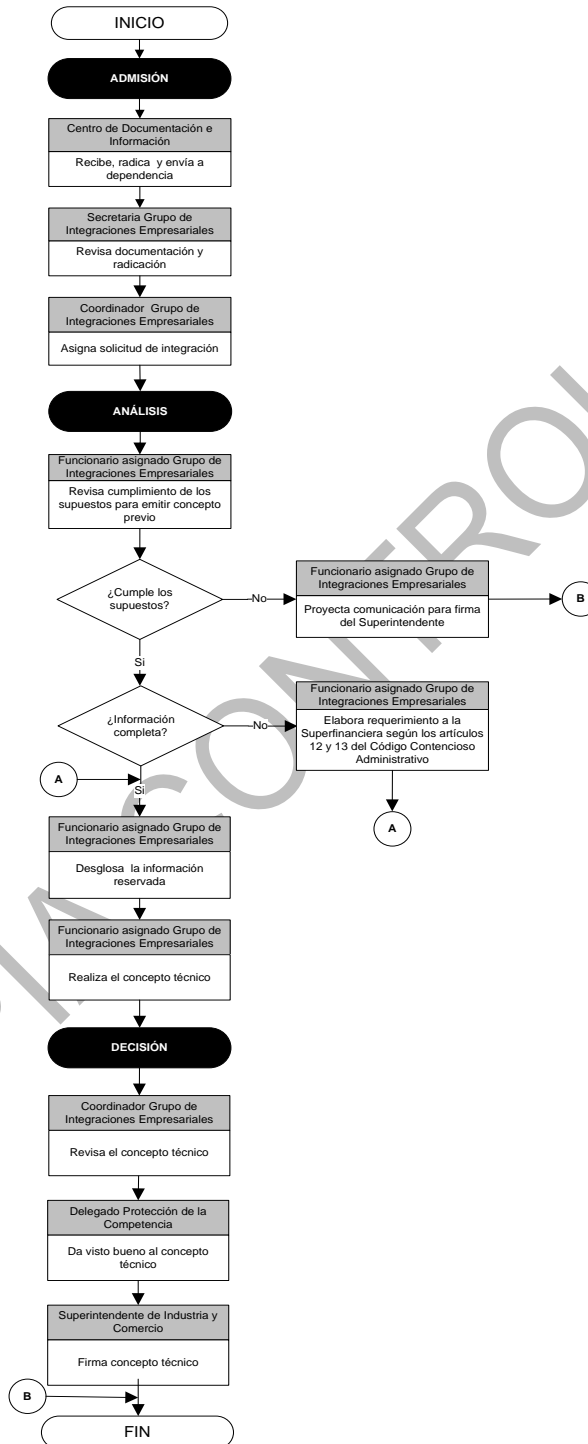 INICIO
ADMISIÓN
Centro de Documentación e
Información
Recibe, radica y envía a
dependencia
Secretaria Grupo de
Integraciones Empresariales
Revisa documentación y
radicación
Coordinador Grupo de
Integraciones Empresariales
Asigna solicitud de integración
ANÁLISIS
Funcionario asignado Grupo de
Integraciones Empresariales
Revisa cumplimiento de los
supuestos para emitir concepto
previo
¿Cumple los
supuestos?
No
Funcionario asignado Grupo de
Integraciones Empresariales
Proyecta comunicación para firma
del Superintendente
B
Si
¿Información
completa?
No
Funcionario asignado Grupo de
Integraciones Empresariales
Elabora requerimiento a la
Superfinanciera según los artículos
12 y 13 del Código Contencioso
Administrativo
A
A
Si
Funcionario asignado Grupo de
Integraciones Empresariales
Desglosa la información
reservada
Funcionario asignado Grupo de
Integraciones Empresariales
Realiza el concepto técnico
DECISIÓN
Coordinador Grupo de
Integraciones Empresariales
Revisa el concepto técnico
Delegado Protección de la
Competencia
Da visto bueno al concepto
técnico
Superintendente de Industria y
Comercio
Firma concepto técnico
B
FIN